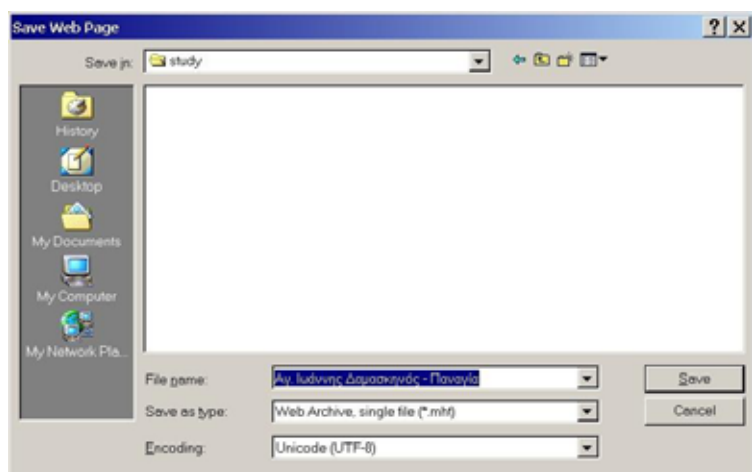 Save Web Page
Save in: study
History
Desktop
My Documents
My Computer
My Network Pla...
File name: Αγ. Ιωάννης Δαμασκηνός - Παναγία
Save
Save as type: Web Archive, single file (*.mht)
Cancel
Encoding: Unicode (UTF-8)